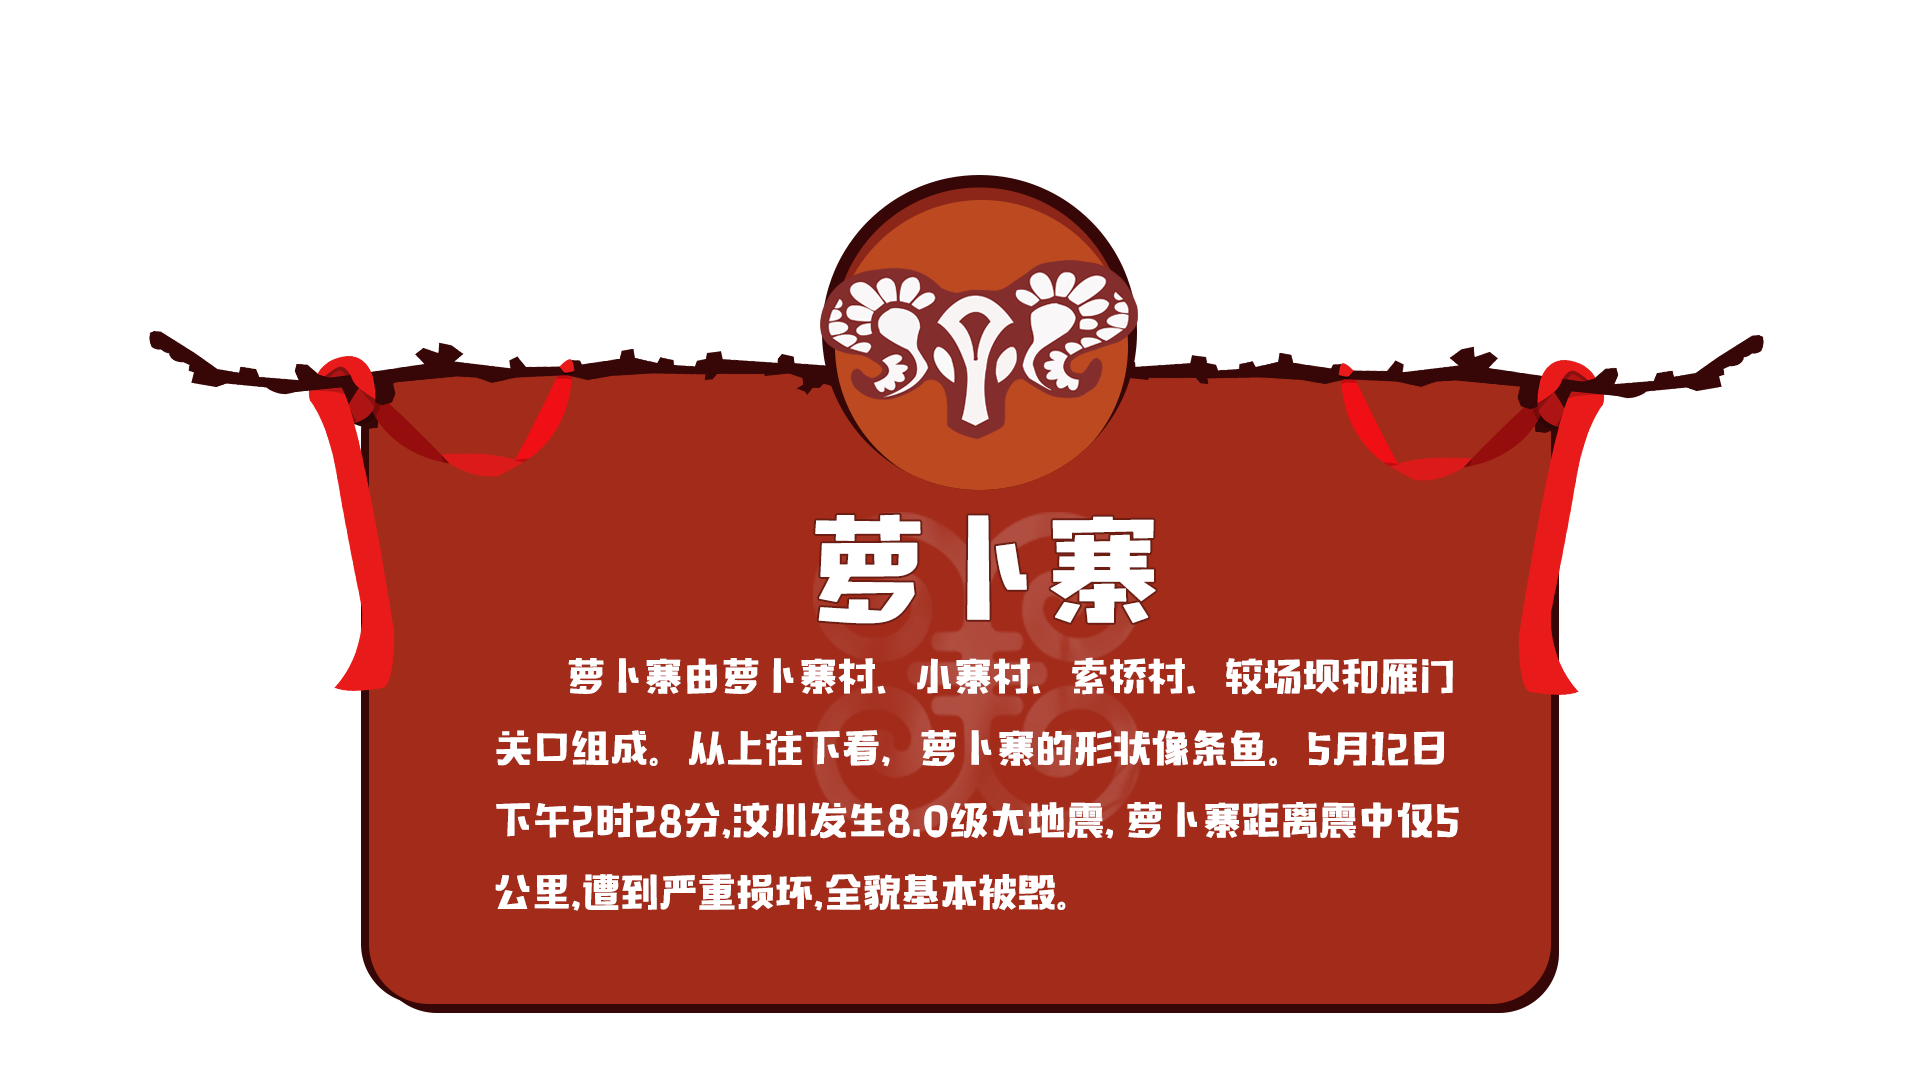 萝卜寨
萝卜寨由萝卜寨村、小寨村、索桥村、较场坝和雁门
关口组成。从上往下看，萝卜寨的形状像条鱼。5月12日
下午2时28分,汶川发生8.0级大地震, 萝卜寨距离震中仅5
公里,遭到严重损坏,全貌基本被毁。